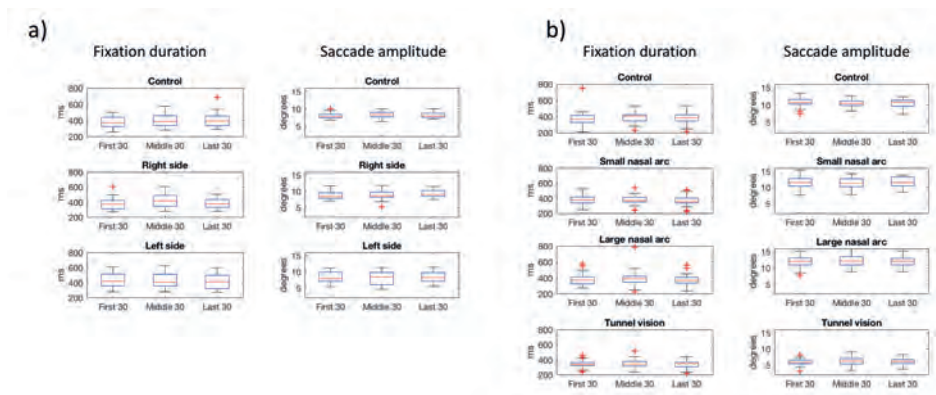 a)
Fixation duration
Saccade amplitude
Control
ms
800
600
400
200
First 30 Middle 30 Last 30
Control
degrees
15
10
5
First 30 Middle 30 Last 30
Right side
ms
800
600
400
200
First 30 Middle 30 Last 30
Right side
degrees
15
10
5
First 30 Middle 30 Last 30
Left side
ms
800
600
400
200
First 30 Middle 30 Last 30
Left side
degrees
15
10
5
First 30 Middle 30 Last 30
b)
Fixation duration
Saccade amplitude
Control
ms
800
600
400
200
First 30 Middle 30 Last 30
Control
degrees
15
10
5
First 30 Middle 30 Last 30
Small nasal arc
ms
800
600
400
200
First 30 Middle 30 Last 30
Small nasal arc
degrees
15
10
5
First 30 Middle 30 Last 30
Large nasal arc
ms
800
600
400
200
First 30 Middle 30 Last 30
Large nasal arc
degrees
15
10
5
First 30 Middle 30 Last 30
Tunnel vision
ms
800
600
400
200
First 30 Middle 30 Last 30
Tunnel vision
degrees
15
10
5
First 30 Middle 30 Last 30